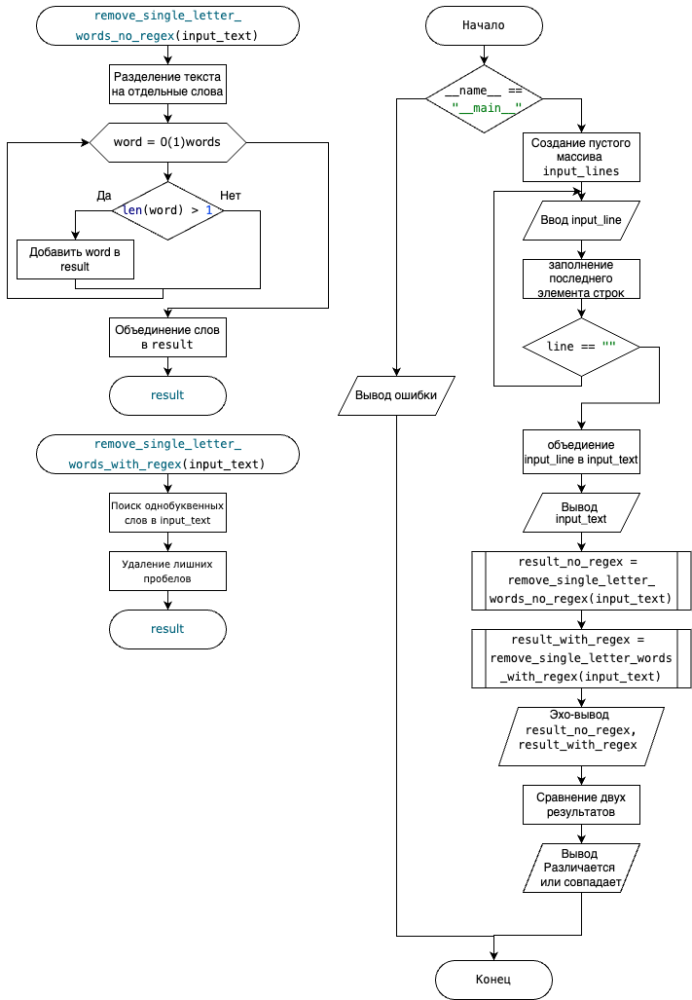 remove_single_letter_
words_no_regex(input_text)
Разделение текста
на отдельные слова
word = 0(1)words
Да
Нет
len(word) > 1
Добавить word в
result
Объединение слов
в result
result
remove_single_letter_
words_with_regex(input_text)
Поиск однобуквенных
слов в input_text
Удаление лишних
пробелов
result
Начало
__name__ ==
"__main__"
Создание пустого
массива
input_lines
Ввод input_line
заполнение
последнего
элемента строк
line == ""
Вывод ошибки
объединие
input_line в input_text
Вывод
input_text
result_no_regex =
remove_single_letter_
words_no_regex(input_text)
result_with_regex =
remove_single_letter_words
_with_regex(input_text)
Эхо-вывод
result_no_regex,
result_with_regex
Сравнение двух
результатов
Вывод
Различается
или совпадает
Конец